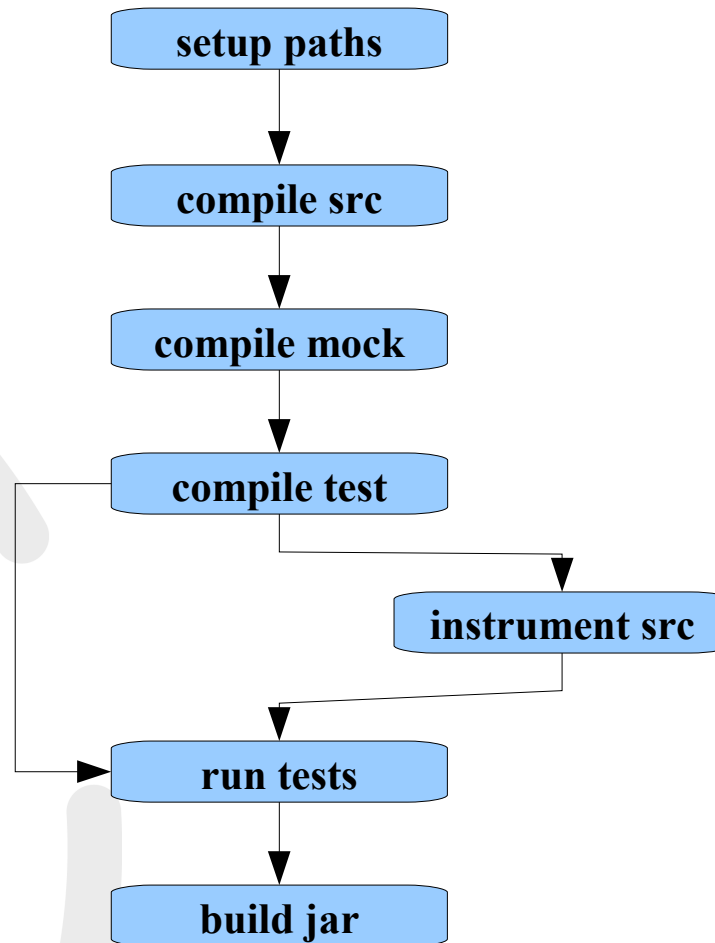 setup paths
compile src
compile mock
compile test
instrument src
run tests
build jar